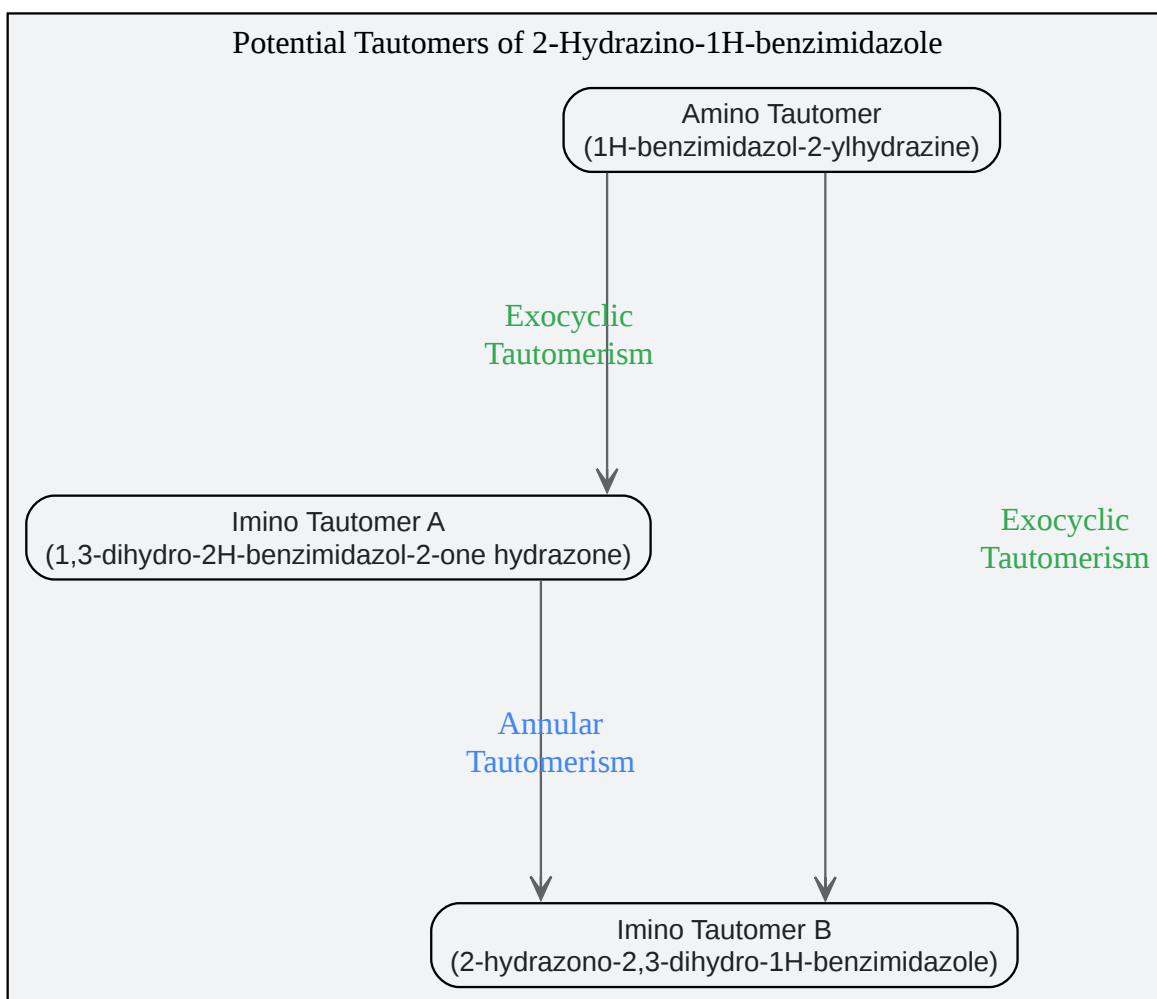 Potential Tautomers of 2-Hydrazino-1H-benzimidazole
Amino Tautomer
(1H-benzimidazol-2-ylhydrazine)
Exocyclic
Tautomerism
Imino Tautomer A
(1,3-dihydro-2H-benzimidazol-2-one hydrazone)
Exocyclic
Tautomerism
Annular
Tautomerism
Imino Tautomer B
(2-hydrazono-2,3-dihydro-1H-benzimidazole)